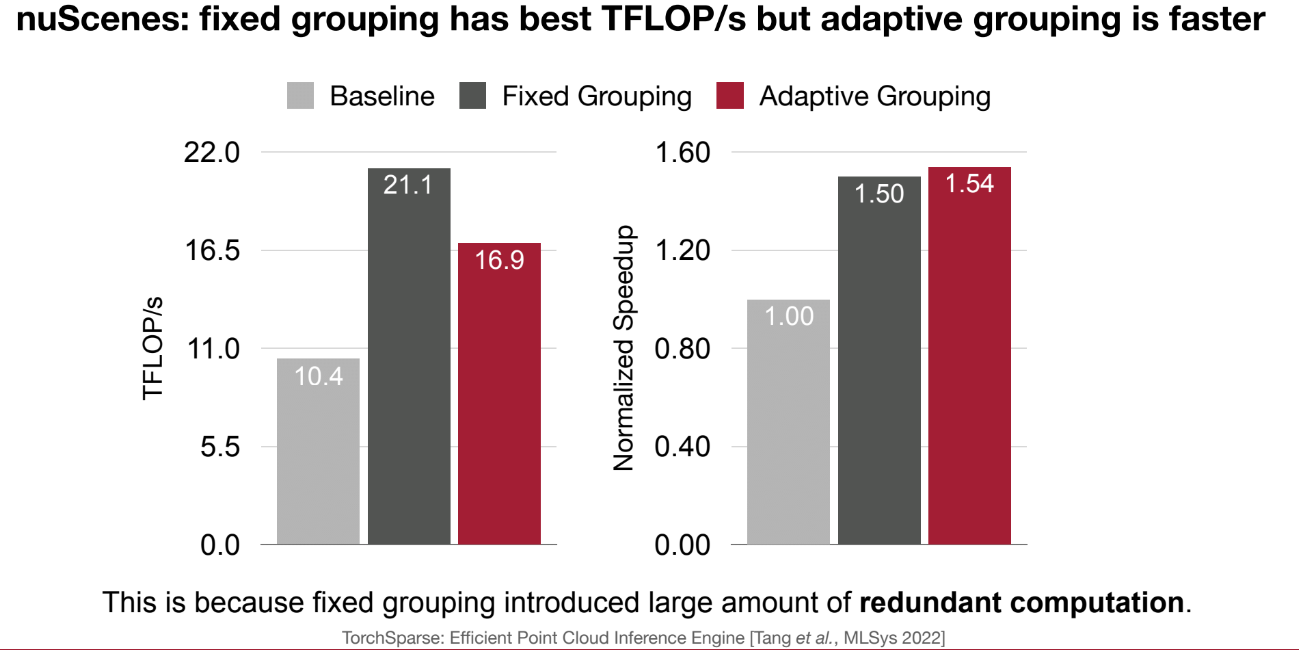 nuScenes: fixed grouping has best TFLOP/s but adaptive grouping is faster
Baseline Fixed Grouping Adaptive Grouping
TFLOP/s
22.0
16.5
11.0
5.5
0.0
10.4
21.1
16.9
Normalized Speedup
1.60
1.20
0.80
0.40
0.00
1.00
1.50
1.54
This is because fixed grouping introduced large amount of redundant computation.
TorchSparse: Efficient Point Cloud Inference Engine [Tang et al., MLSys 2022]